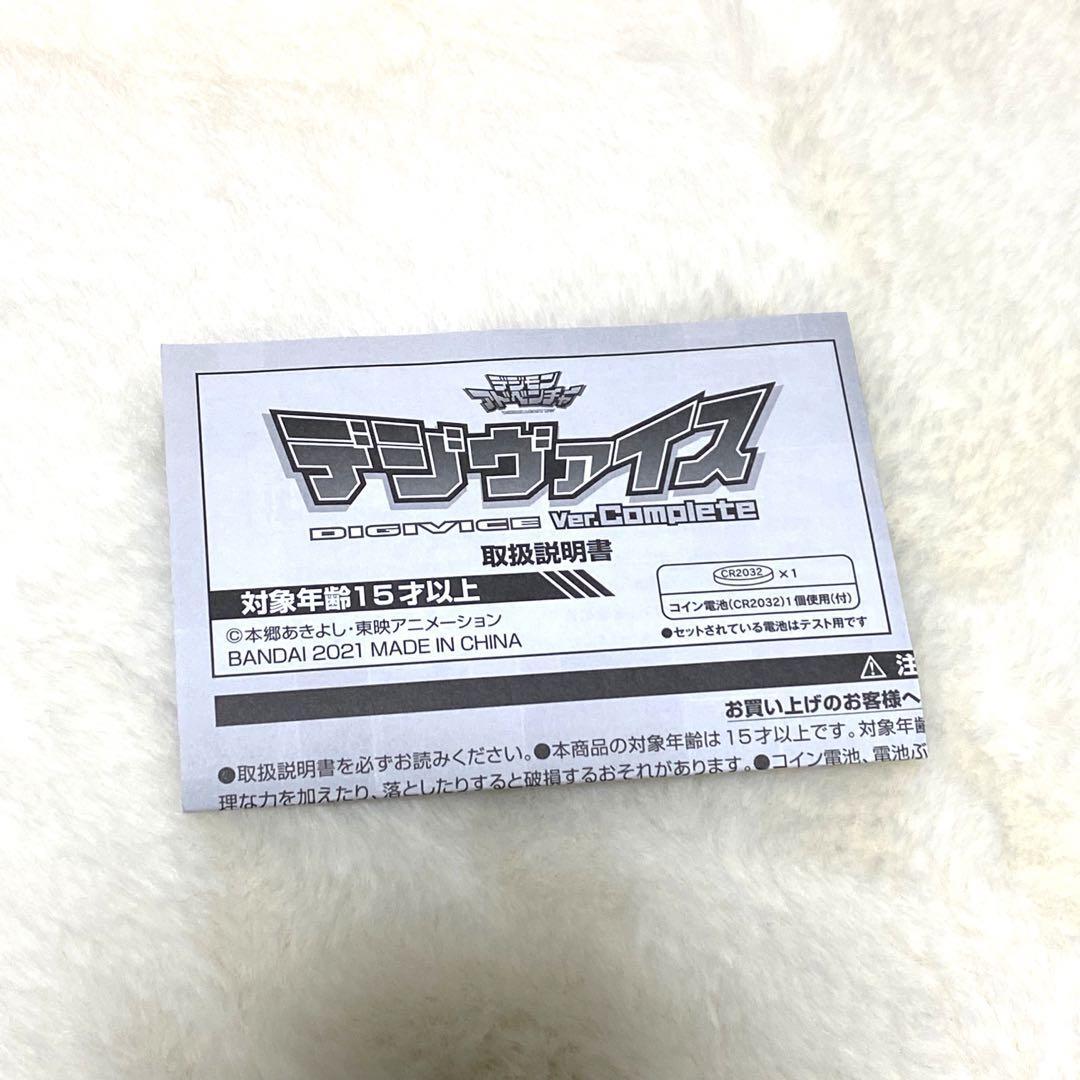 デジモン
アドベンチャー
デジヴァイス
DIGIVICE Ver.Complete
取扱説明書
対象年齢15才以上
©本郷あきよし・東映アニメーション
BANDAI 2021 MADE IN CHINA
CR2032 ×1
コイン電池(CR2032)1個使用(付)
●セットされている電池はテスト用です
⚠ 注
お買い上げのお客様へ
●取扱説明書を必ずお読みください。●本商品の対象年齢は15才以上です。対象年齢
理な力を加えたり、落としたりすると破損するおそれがあります。●コイン電池、電池ぶ